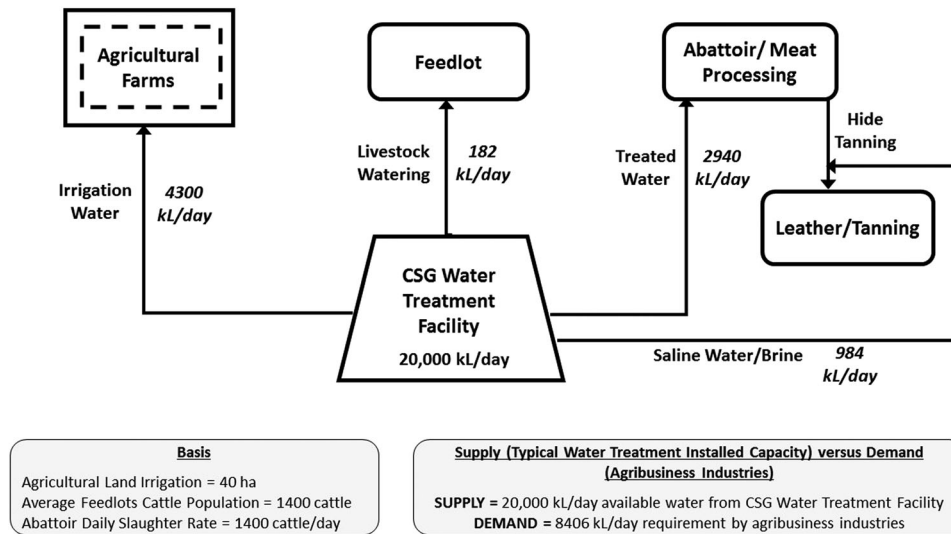 Agricultural
Farms
Feedlot
Abattoir/ Meat
Processing
Hide
Tanning
Livestock
Watering
182
kL/day
Treated
Water
2940
kL/day
Irrigation
Water
4300
kL/day
Leather/Tanning
CSG Water
Treatment
Facility
20,000 kL/day
Saline Water/Brine
984
kL/day
Basis
Agricultural Land Irrigation = 40 ha
Average Feedlots Cattle Population = 1400 cattle
Abattoir Daily Slaughter Rate = 1400 cattle/day
Supply (Typical Water Treatment Installed Capacity) versus Demand
(Agribusiness Industries)
SUPPLY = 20,000 kL/day available water from CSG Water Treatment Facility
DEMAND = 8406 kL/day requirement by agribusiness industries